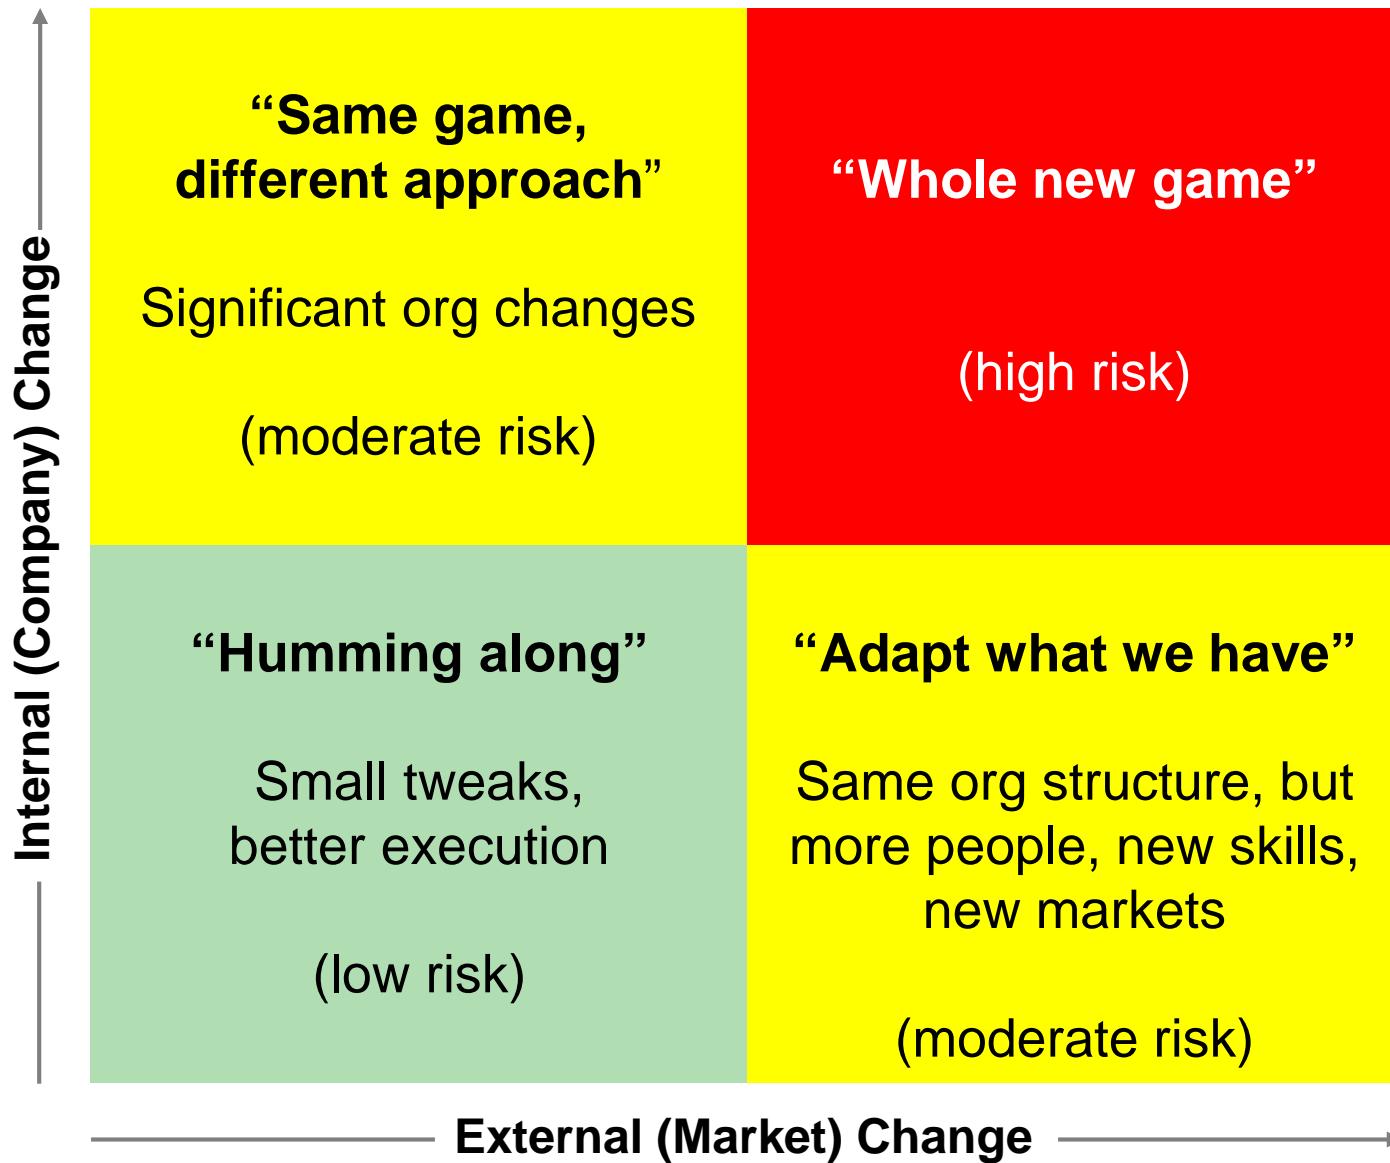 “Same game,
different approach”
Significant org changes
(moderate risk)
“Whole new game”
(high risk)
“Humming along”
Small tweaks,
better execution
(low risk)
“Adapt what we have”
Same org structure, but
more people, new skills,
new markets
(moderate risk)
Internal (Company) Change
External (Market) Change